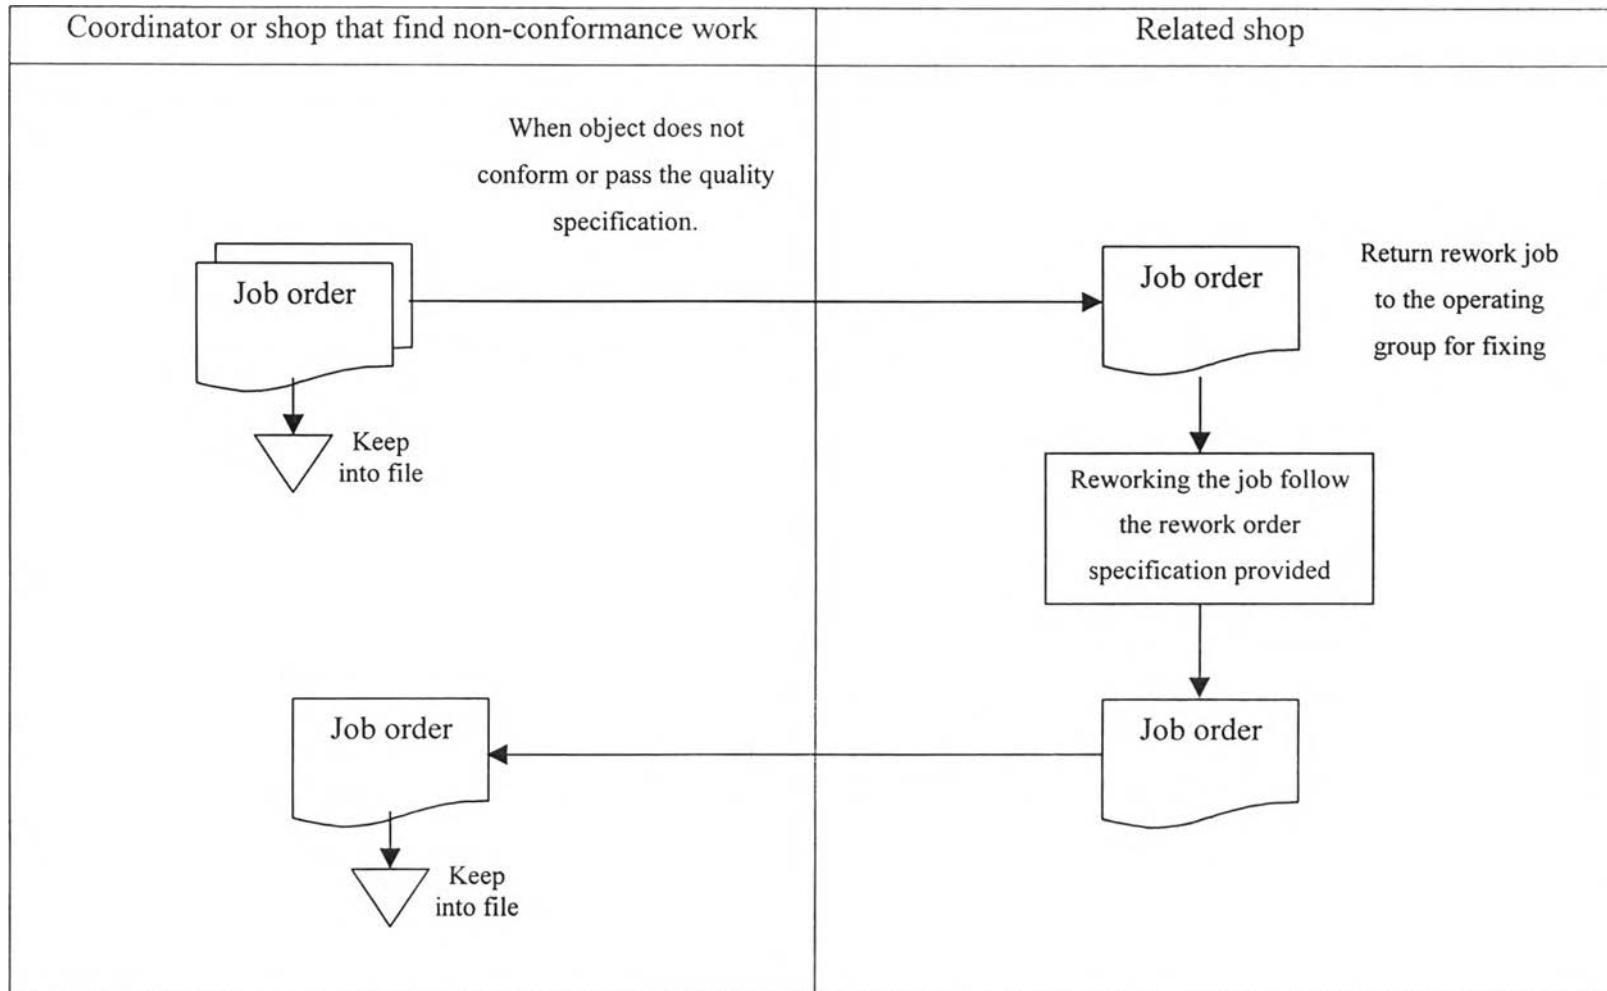 Coordinator or shop that find non-conformance work
Related shop
When object does not
conform or pass the quality
specification.
Job order
Keep
into file
Job order
Return rework job
to the operating
group for fixing
Reworking the job follow
the rework order
specification provided
Job order
Job order
Keep
into file